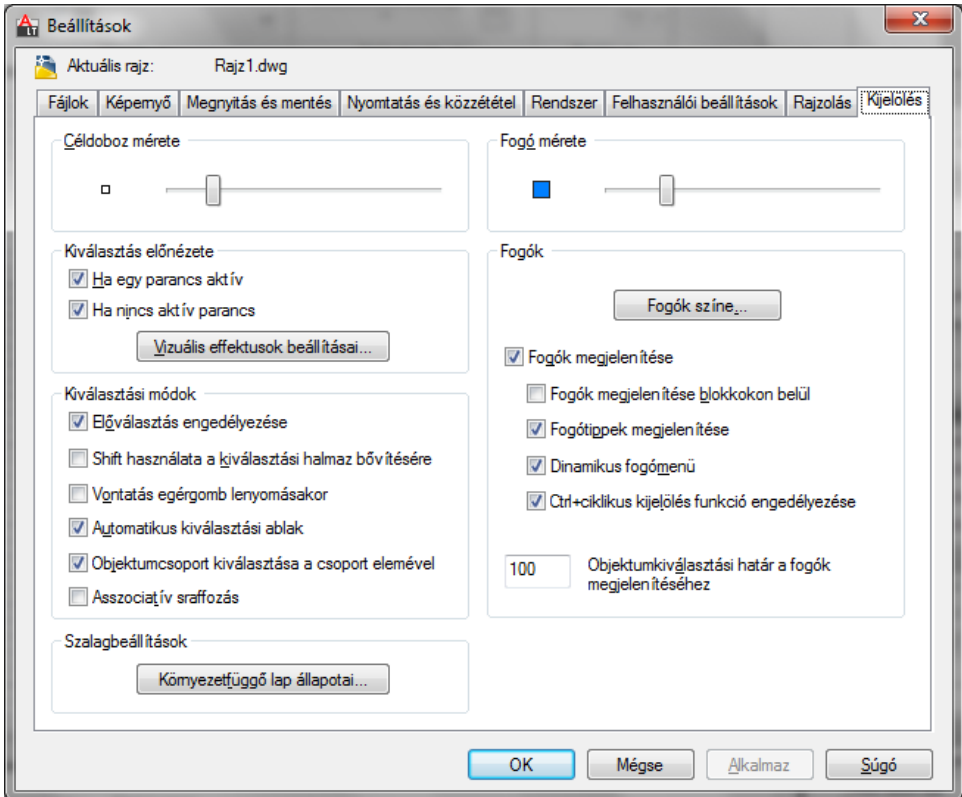 Beállítások
Aktuális rajz: Rajz1.dwg
Fájlok Képernyő Megnyitás és mentés Nyomtatás és közzététel Rendszer Felhasználói beállítások Rajzolás Kijelölés
Céldoboz mérete
Fogó mérete
Kiválasztás előnézete
Ha egy parancs aktív
Ha nincs aktív parancs
Vizuális effektusok beállításai...
Kiválasztási módok
Előválasztás engedélyezése
Shift használata a kiválasztási halmaz bővítésére
Vontatás egérgomb lenyomásakor
Automatikus kiválasztási ablak
Objektumcsoport kiválasztása a csoport elemével
Asszociatív sraffozás
Szalagbeállítások
Környezetfüggő lap állapotai...
Fogók
Fogók színe...
Fogók megjelenítése
Fogók megjelenítése blokkokon belül
Fogótippek megjelenítése
Dinamikus fogómenü
Ctrl+ciklikus kijelölés funkció engedélyezése
100 Objektumkiválasztási határ a fogók
megjelenítéséhez
OK Mégse Alkalmaz Súgó